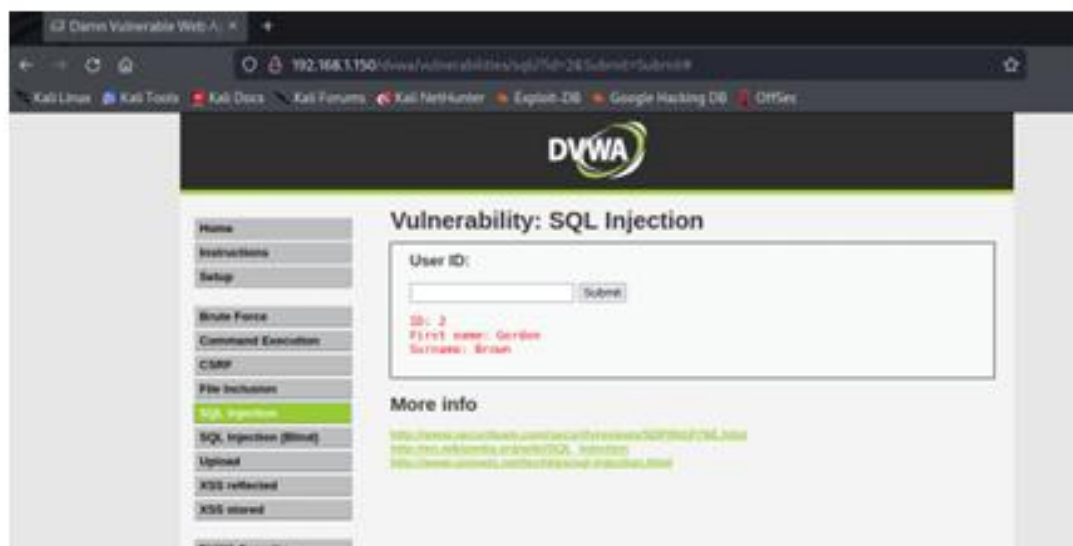 Damn Vulnerable Web A
192.168.1.150/dvwa/vulnerabilities/sqli/?id=2&Submit=Submit#
Kali Linux Kali Tools Kali Docs Kali Forums Kali NetHunter Exploit-DB Google Hacking DB OffSec
DVWA
Vulnerability: SQL Injection
Home
Instructions
Setup
Brute Force
Command Execution
CSRF
File Inclusion
SQL Injection
SQL Injection (Blind)
Upload
XSS reflected
XSS stored
User ID:
Submit
ID: 2
First name: Gordon
Surname: Brown
More info